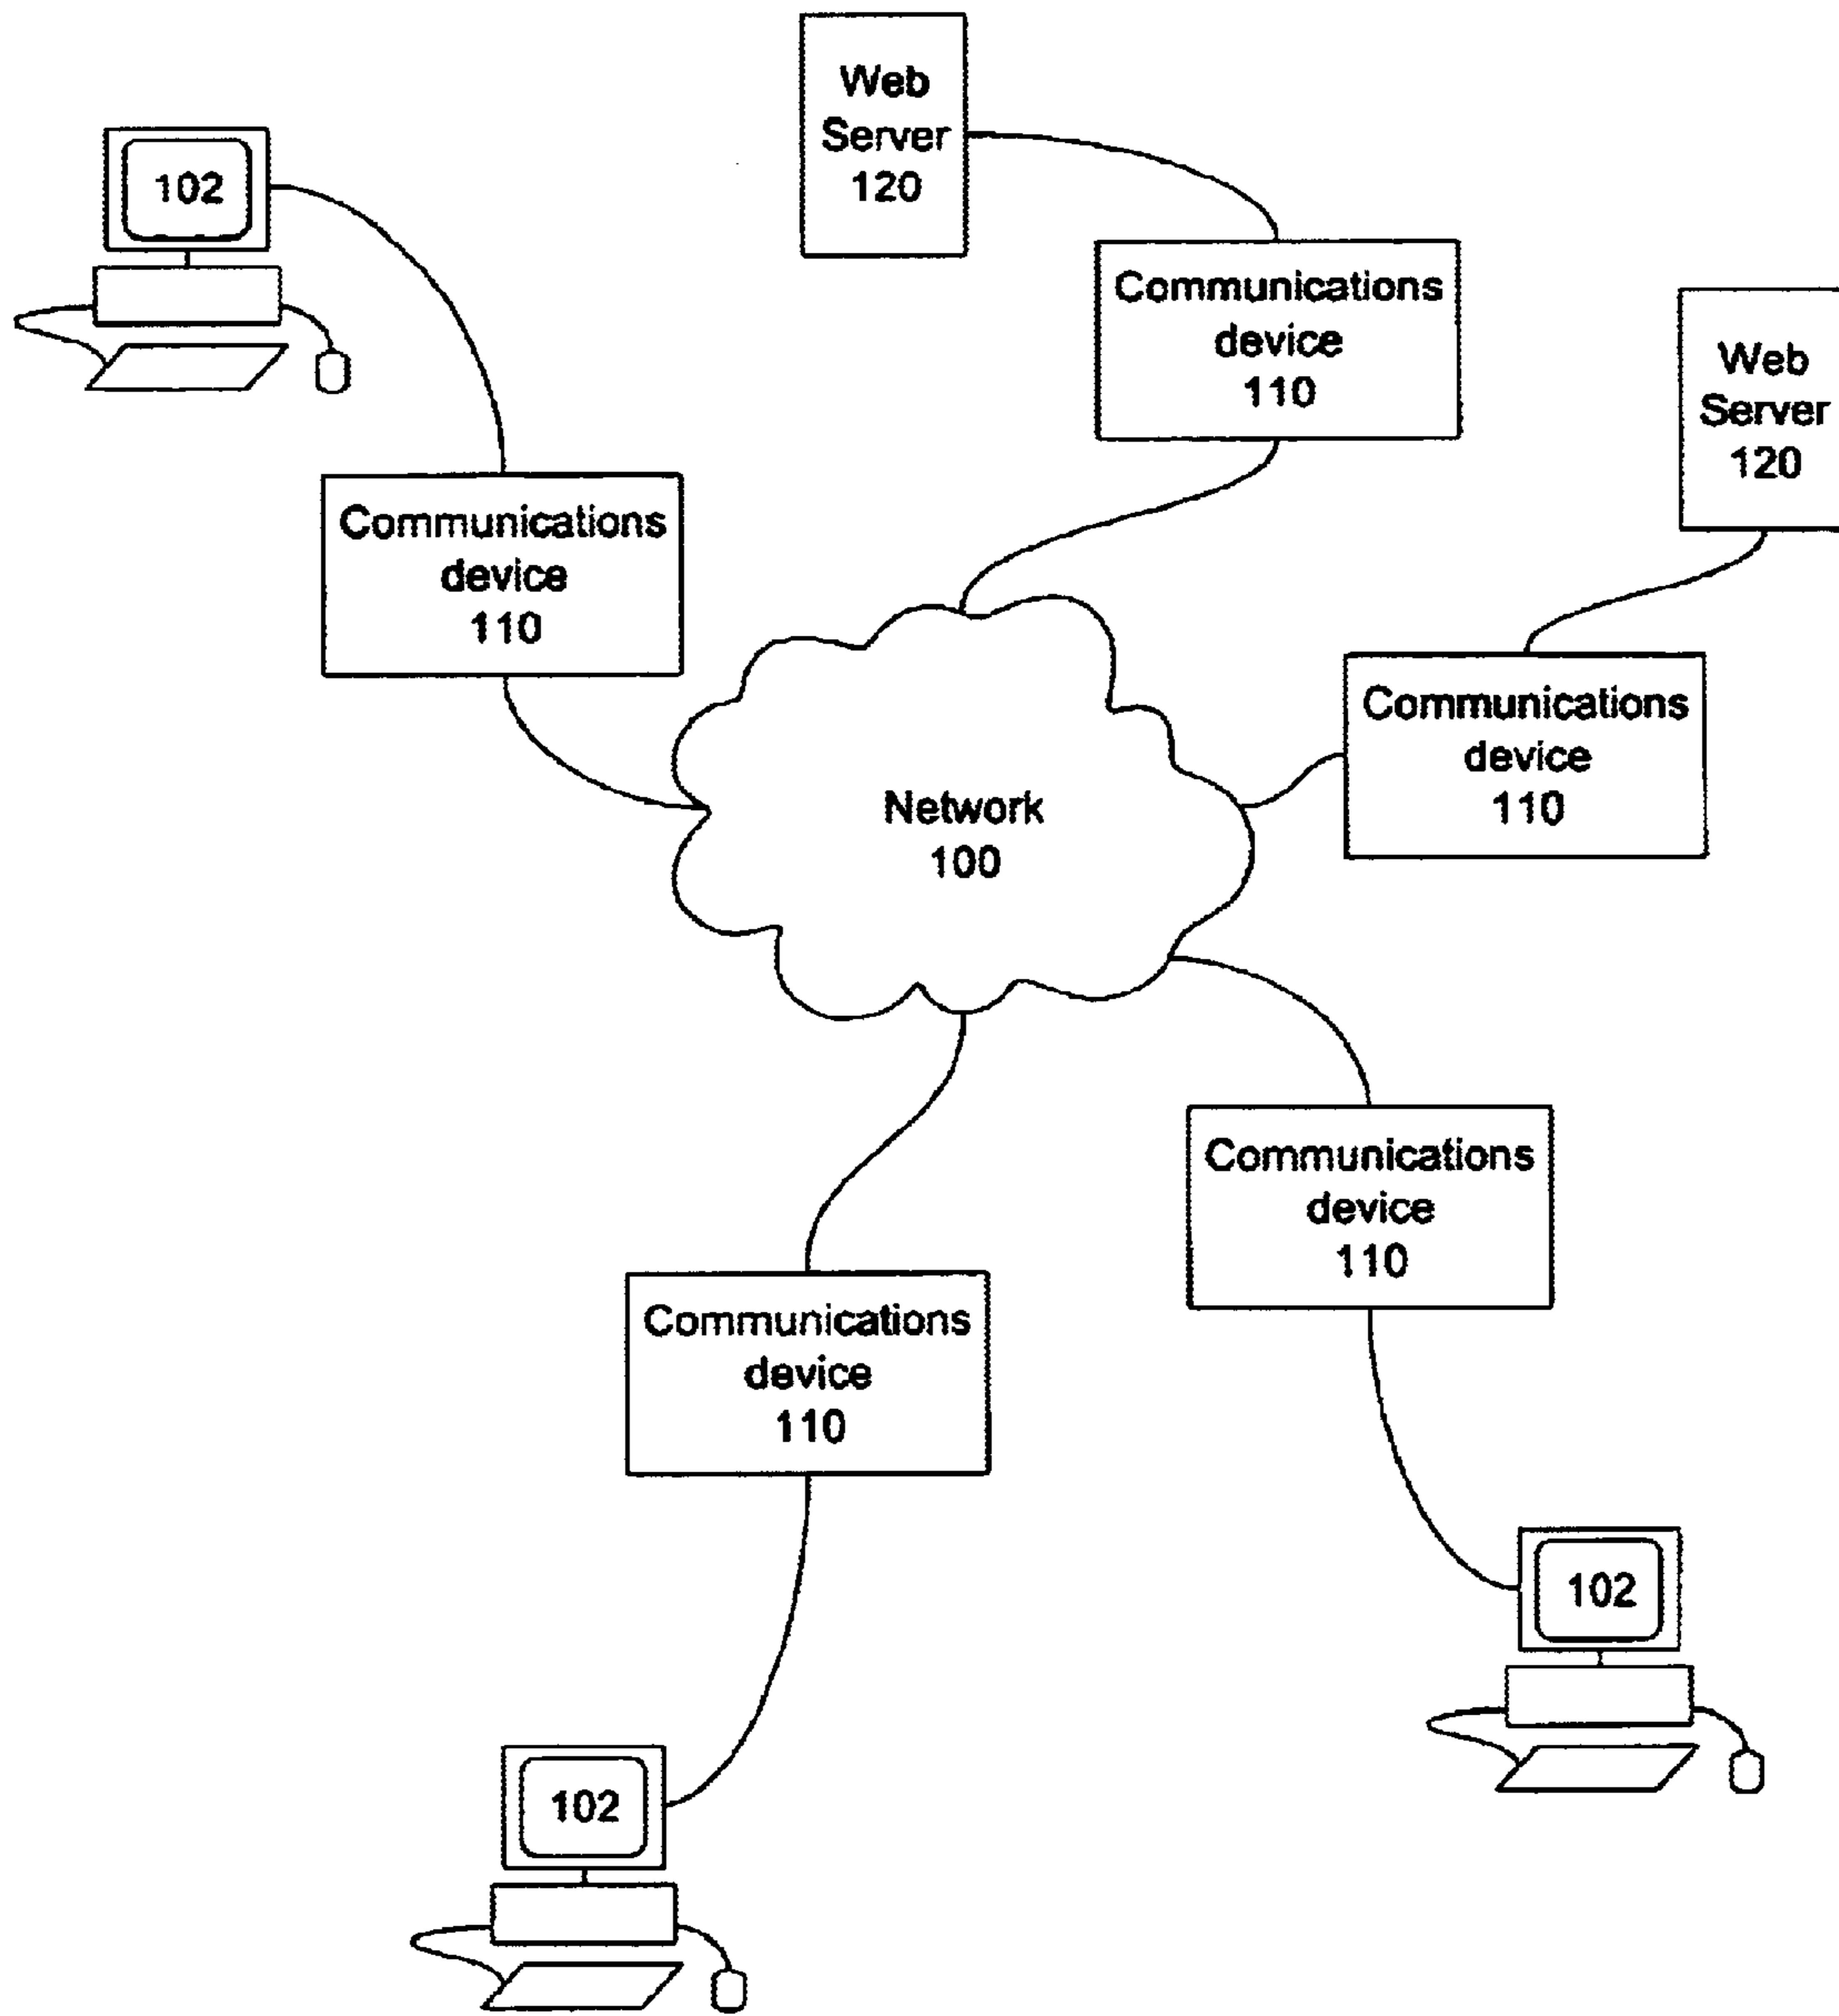 Web
Server
120
102
Communications
device
110
Web
Server
120
Communications
device
110
Communications
device
110
Network
100
Communications
device
110
Communications
device
110
102
102